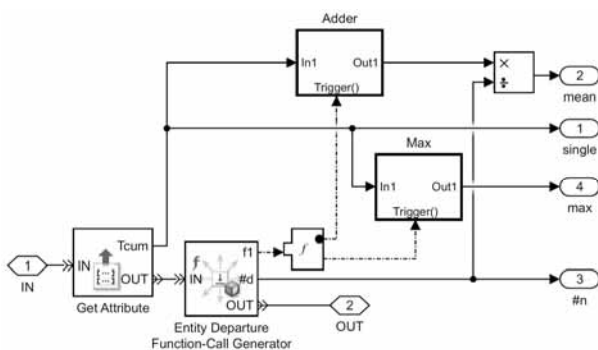 Adder
In1
Out1
Trigger()
×
÷
2
mean
1
single
Max
In1
Out1
Trigger()
4
max
1
IN
IN
Tcum
OUT
Get Attribute
f
IN
f1
#d
OUT
Entity Departure
Function-Call Generator
f
3
#n
2
OUT